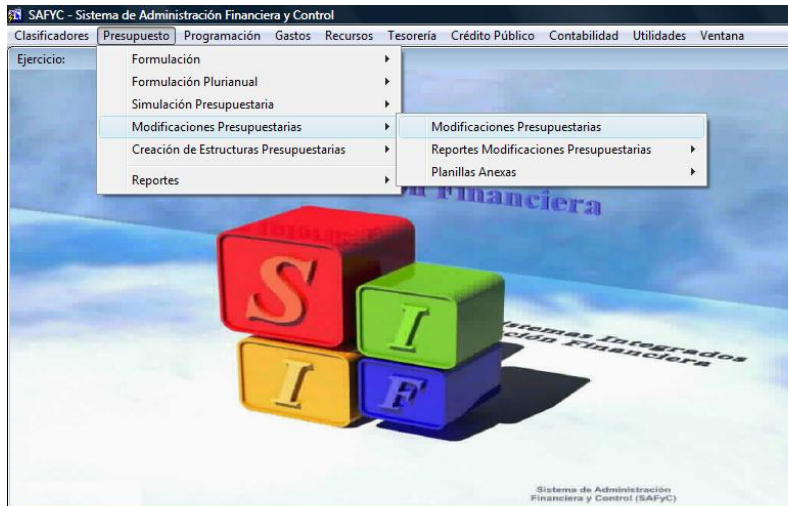 SAFYC - Sistema de Administración Financiera y Control
Clasificadores Presupuesto Programación Gastos Recursos Tesorería Crédito Público Contabilidad Utilidades Ventana
Ejercicio:
Formulación
Formulación Plurianual
Simulación Presupuestaria
Modificaciones Presupuestarias
Creación de Estructuras Presupuestarias
Reportes
Modificaciones Presupuestarias
Reportes Modificaciones Presupuestarias
Planillas Anexas
Financiera
S
I
I
F
Sistemas Integrados
Financiera
Sistema de Administración
Financiera y Control (SAFyC)